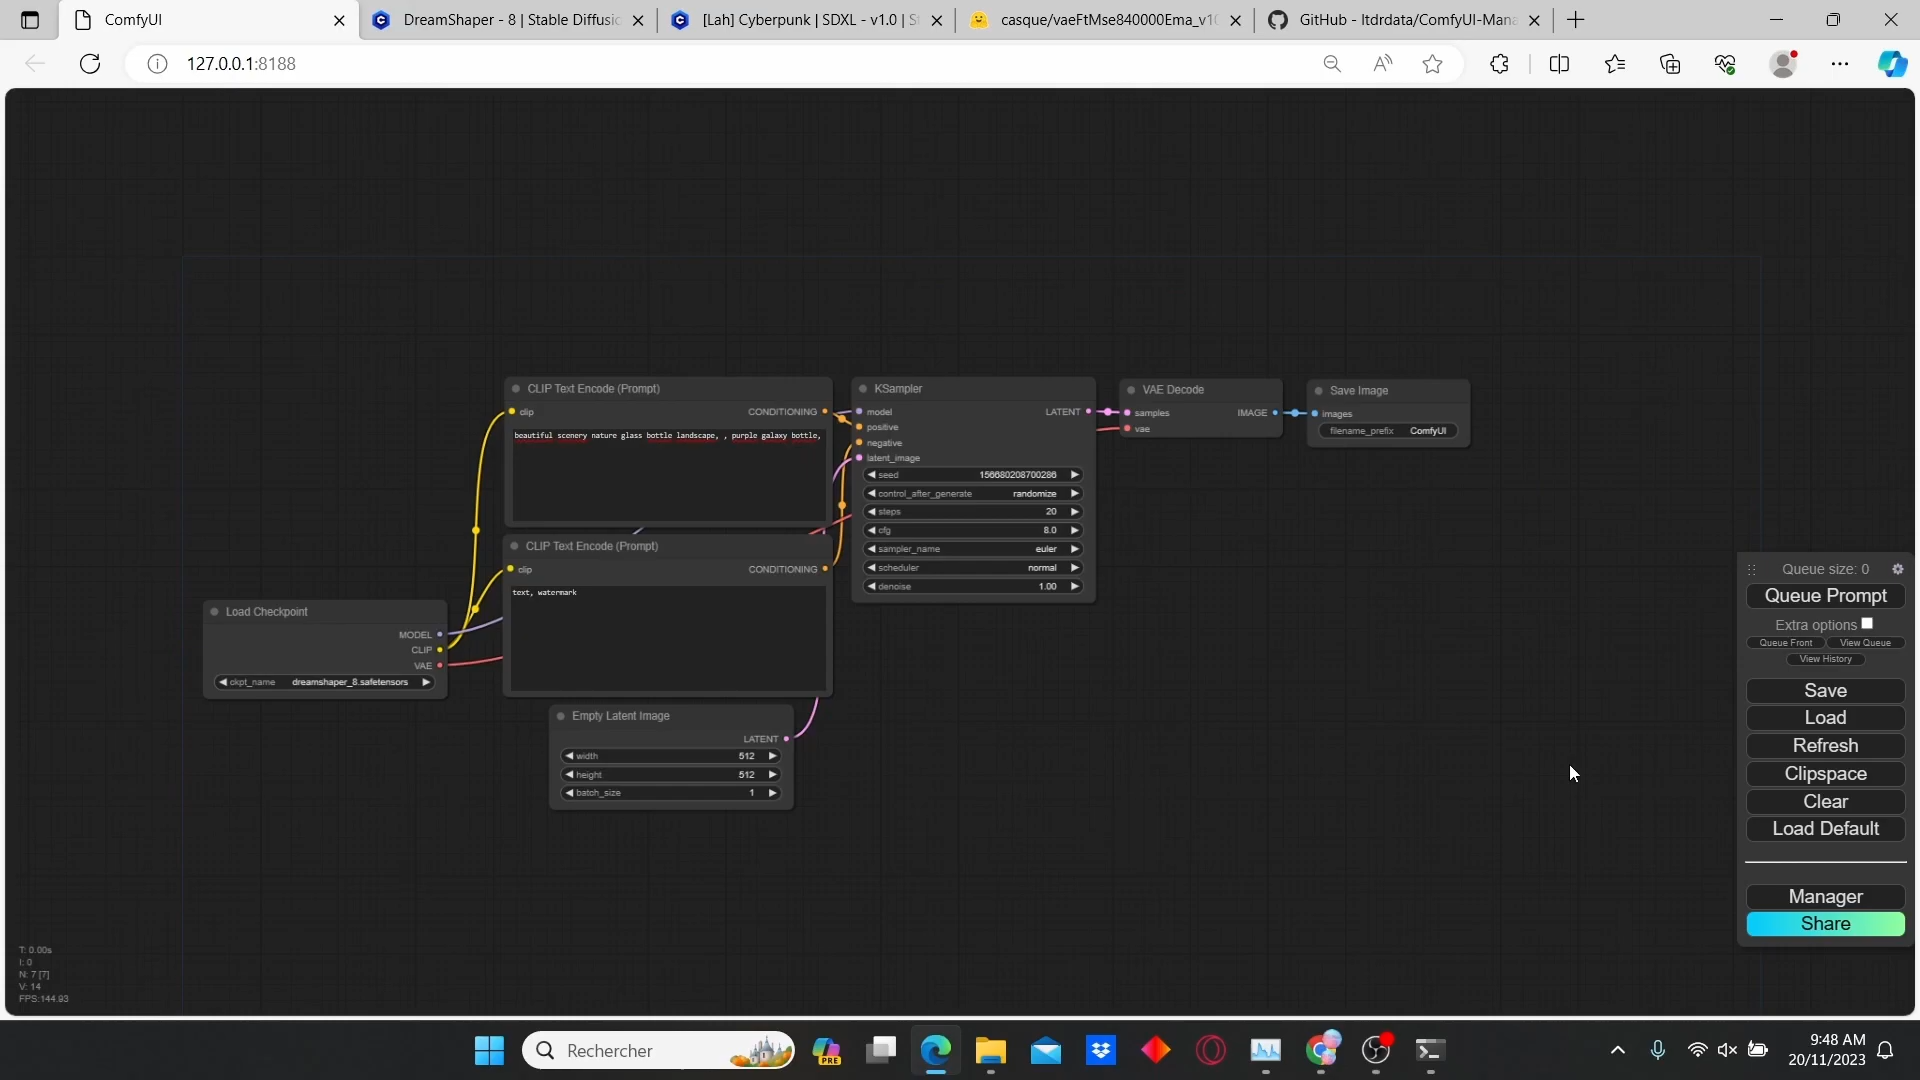 ComfyUI
DreamShaper - 8 | Stable Diffusic
[Lah] Cyberpunk | SDXL - v1.0 | St
casque/vaeFtMse840000Ema_v10
GitHub - ltdrdata/ComfyUI-Mana
127.0.0.1:8188
CLIP Text Encode (Prompt)
clip
CONDITIONING
beautiful scenery nature glass bottle landscape, , purple galaxy bottle,
CLIP Text Encode (Prompt)
clip
CONDITIONING
text, watermark
Load Checkpoint
MODEL
CLIP
VAE
ckpt_name dreamshaper_8.safetensors
Empty Latent Image
LATENT
width 512
height 512
batch_size 1
KSampler
model
LATENT
positive
negative
latent_image
seed 156680208700286
control_after_generate randomize
steps 20
cfg 8.0
sampler_name euler
scheduler normal
denoise 1.00
VAE Decode
samples
IMAGE
vae
Save Image
images
filename_prefix ComfyUI
Queue size: 0
Queue Prompt
Extra options
Queue Front
View Queue
View History
Save
Load
Refresh
Clipspace
Clear
Load Default
Manager
Share
T: 0.00s
I: 0
N: 7 [7]
V: 14
FPS:144.93
Rechercher
PRE
9:48 AM
20/11/2023